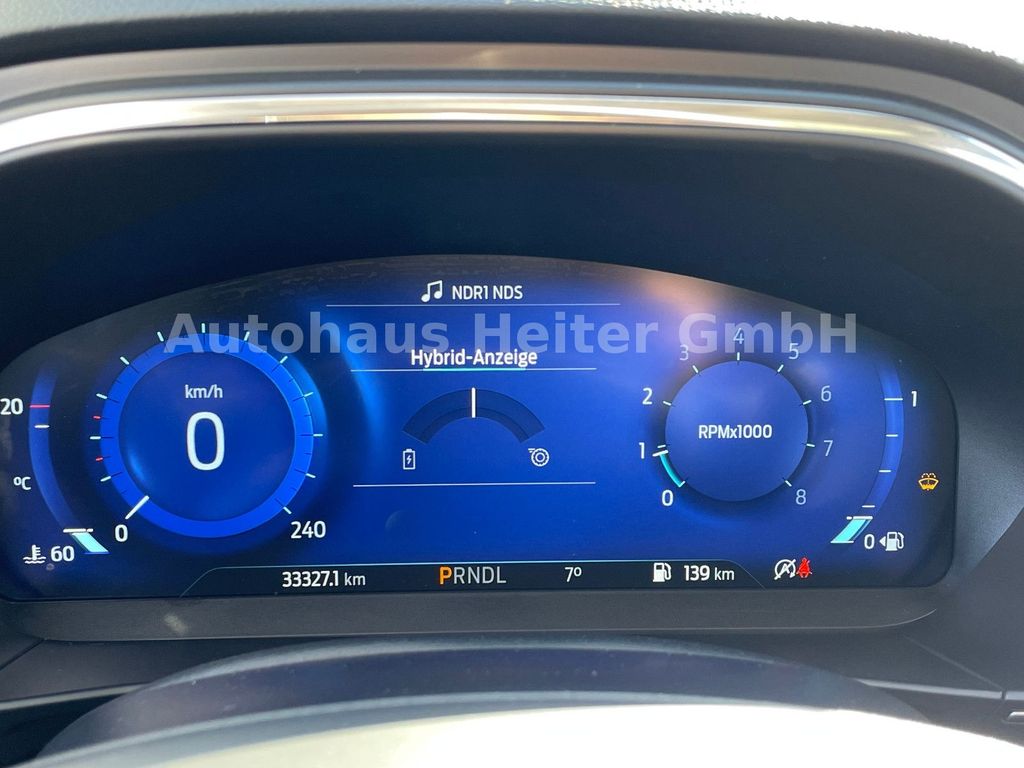 NDR1 NDS
Autohaus Heiter GmbH
Hybrid-Anzeige
km/h
0
20
°C
60
0
240
0
1
2
3
4
5
6
7
8
RPMx1000
1
0
33327.1 km
PRNDL
7°
139 km